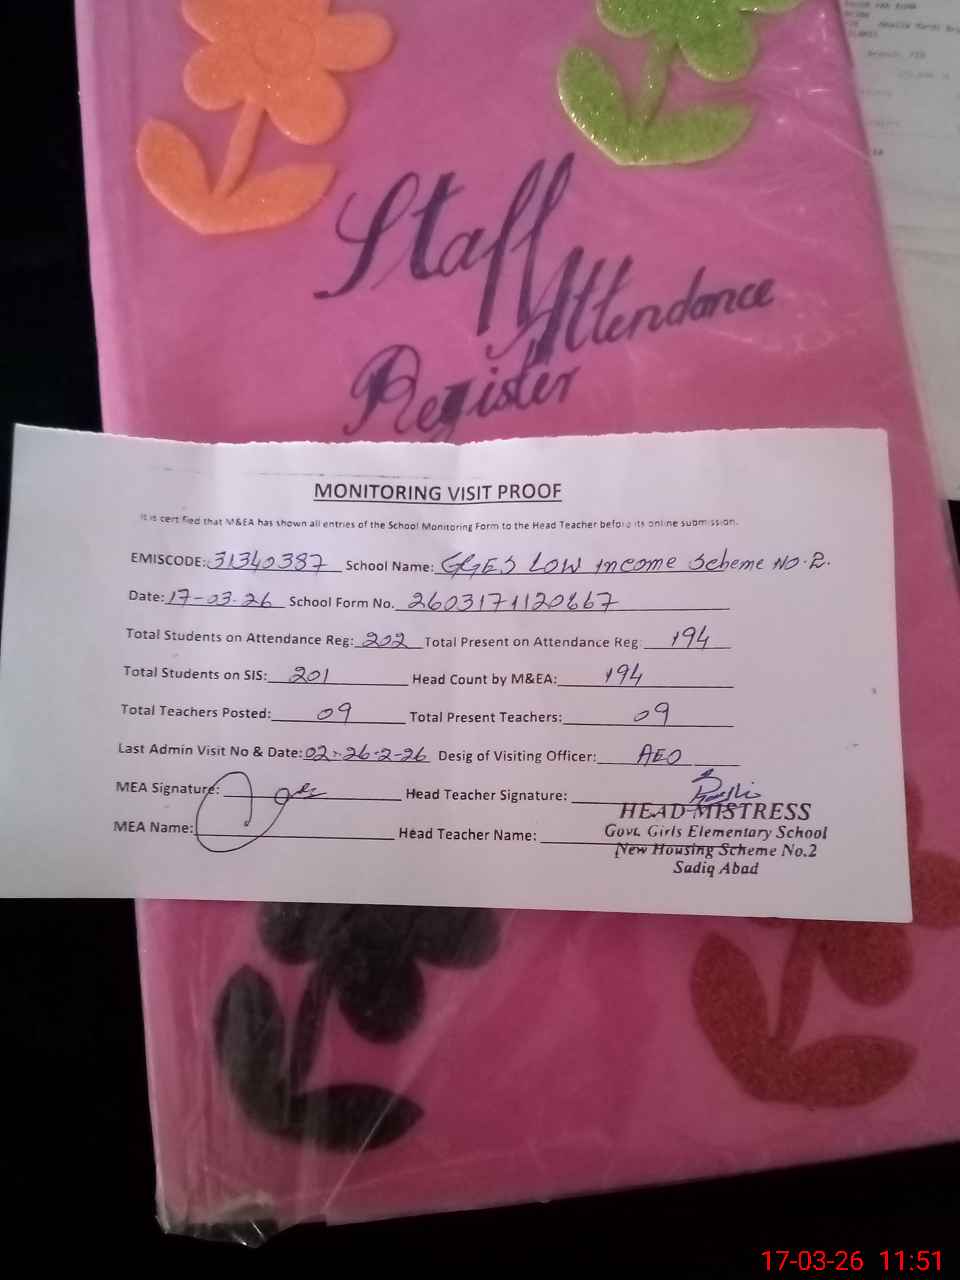 Staff
Attendance
Register
MONITORING VISIT PROOF
It is certified that M&EA has shown all entries of the School Monitoring Form to the Head Teacher before its online submission.
EMISCODE: 31340387 School Name: GGES LOW income Scheme NO.2.
Date: 17-03-26 School Form No. 2603171120667
Total Students on Attendance Reg: 202 Total Present on Attendance Reg: 194
Total Students on SIS: 201 Head Count by M&EA: 194
Total Teachers Posted: 09 Total Present Teachers: 09
Last Admin Visit No & Date: 02-26-2-26 Desig of Visiting Officer: AEO
MEA Signature: Head Teacher Signature:
HEAD MISTRESS
MEA Name: Head Teacher Name:
Govt. Girls Elementary School
New Housing Scheme No.2
Sadiq Abad
17-03-26 11:51